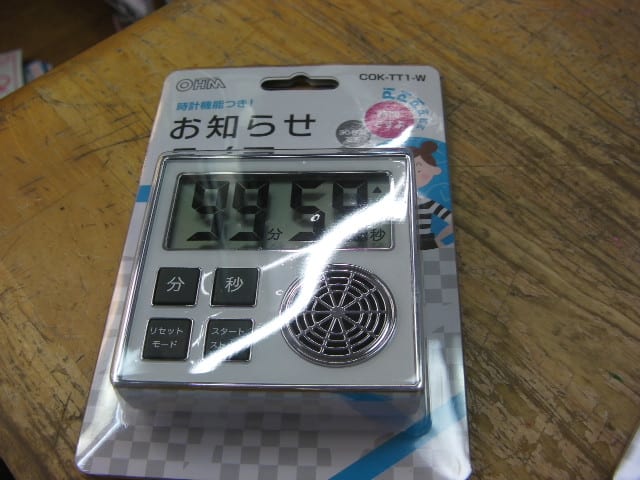 OHM
COK-TT1-W
時計機能つき!
お知らせ
99 59
分
秒
分
秒
リセット
モード
スタート